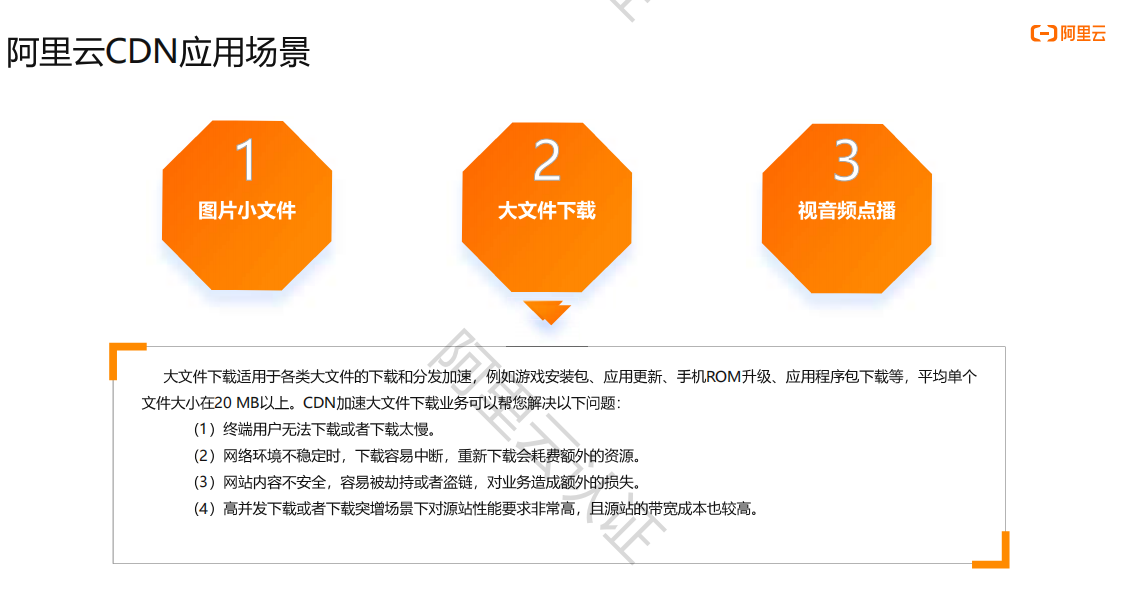 阿里云CDN应用场景
阿里云
1
图片小文件
2
大文件下载
3
视音频点播
大文件下载适用于各类大文件的下载和分发加速，例如游戏安装包、应用更新、手机ROM升级、应用程序包下载等，平均单个
文件大小在20 MB以上。CDN加速大文件下载业务可以帮您解决以下问题：
（1）终端用户无法下载或者下载太慢。
（2）网络环境不稳定时，下载容易中断，重新下载会耗费额外的资源。
（3）网站内容不安全，容易被劫持或者盗链，对业务造成额外的损失。
（4）高并发下载或者下载突增场景下对源站性能要求非常高，且源站的带宽成本也较高。
阿里云认证